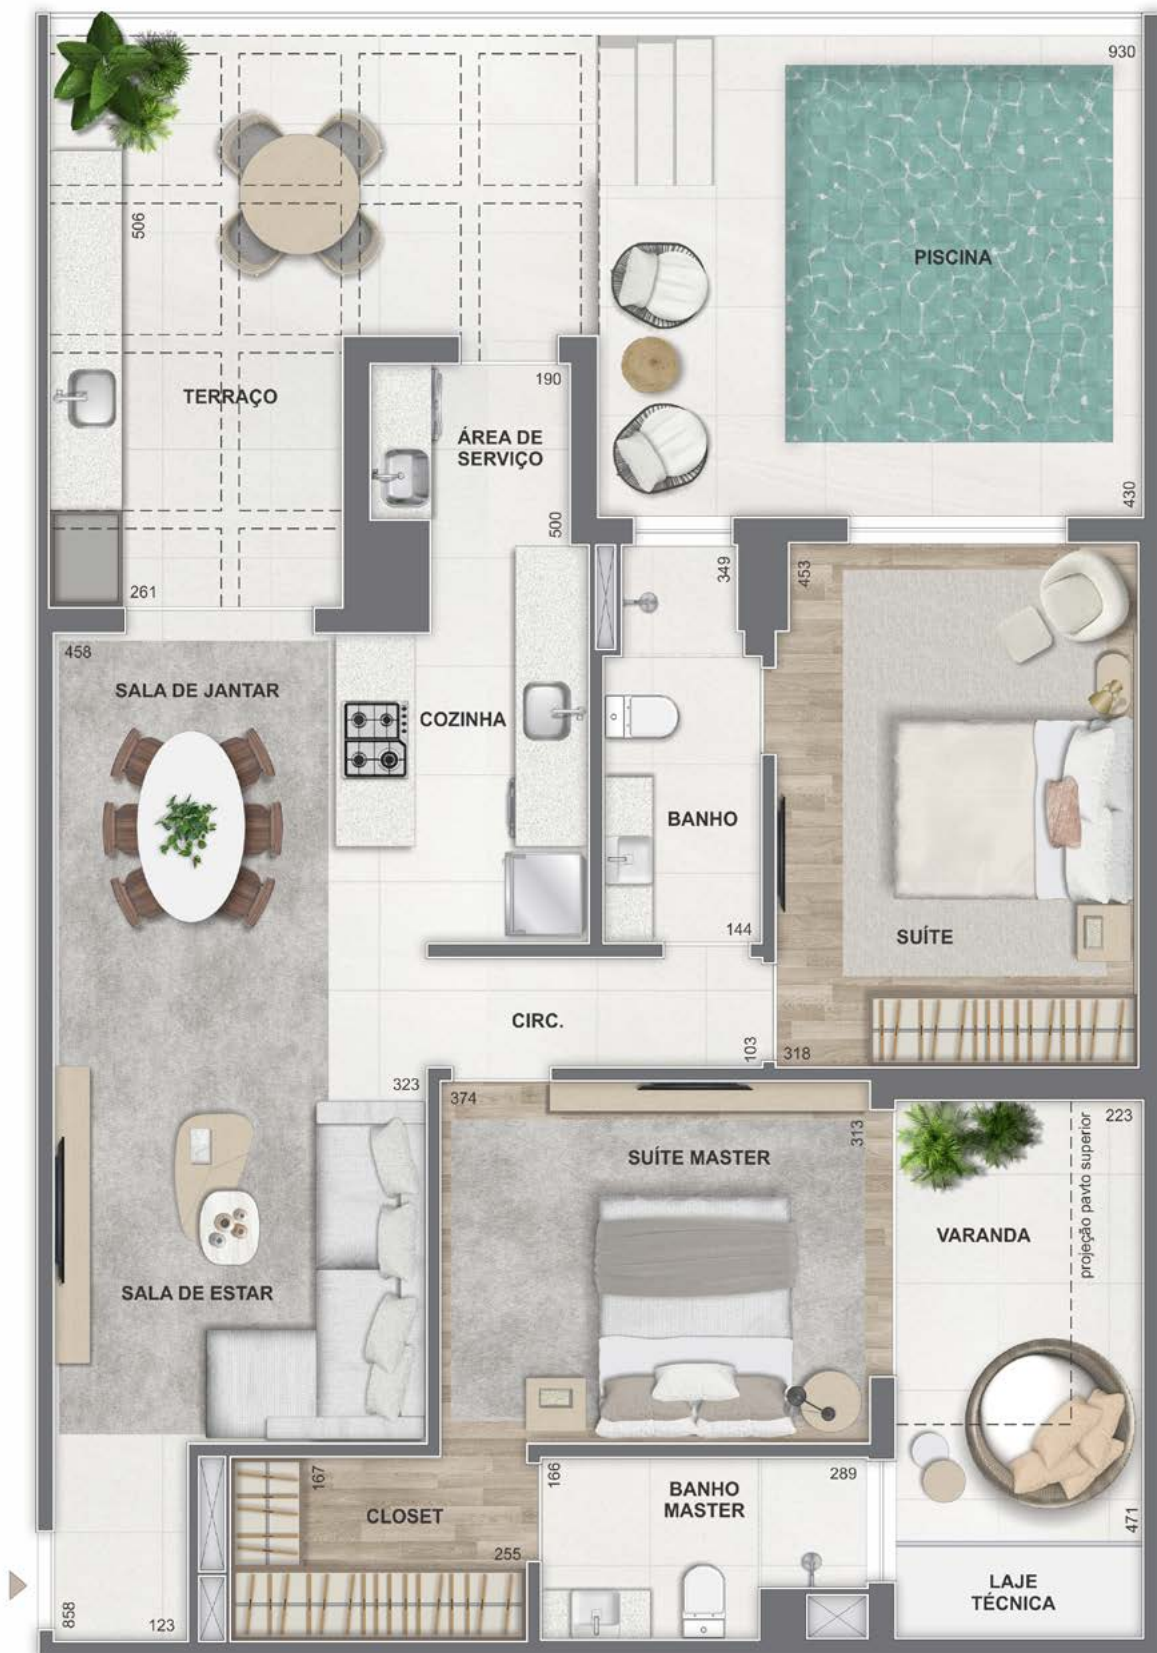 930
506
PISCINA
TERRAÇO
190
ÁREA DE
SERVIÇO
430
500
261
349
453
458
SALA DE JANTAR
COZINHA
BANHO
144
SUÍTE
CIRC.
103
318
323
374
313
223
SUÍTE MASTER
projeção pavto superior
VARANDA
SALA DE ESTAR
167
166
BANHO
MASTER
289
CLOSET
471
255
LAJE
TÉCNICA
858
123